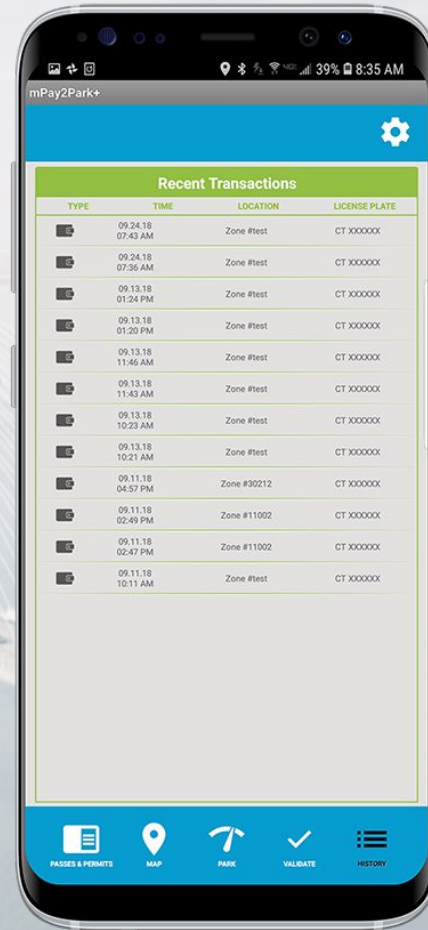 39% 8:35 AM
mPay2Park+
Recent Transactions
TYPE TIME LOCATION LICENSE PLATE
09.24.18
07:43 AM Zone #test CT XXXXXX
09.24.18
07:36 AM Zone #test CT XXXXXX
09.13.18
01:24 PM Zone #test CT XXXXXX
09.13.18
01:20 PM Zone #test CT XXXXXX
09.13.18
11:46 AM Zone #test CT XXXXXX
09.13.18
11:43 AM Zone #test CT XXXXXX
09.13.18
10:23 AM Zone #test CT XXXXXX
09.13.18
10:21 AM Zone #test CT XXXXXX
09.11.18
04:57 PM Zone #30212 CT XXXXXX
09.11.18
02:49 PM Zone #11002 CT XXXXXX
09.11.18
02:47 PM Zone #11002 CT XXXXXX
09.11.18
10:11 AM Zone #test CT XXXXXX
PASSES & PERMITS MAP PARK VALIDATE HISTORY